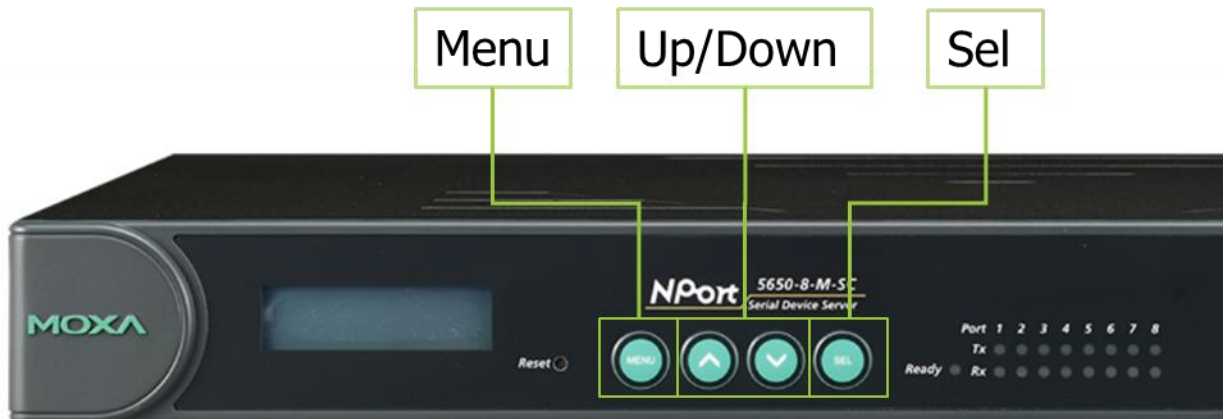 Menu
Up/Down
Sel
MOXA
NPort
5650-8-M-SC
Serial Device Server
Reset
MENU
SEL
Port 1 2 3 4 5 6 7 8
Tx
Ready Rx